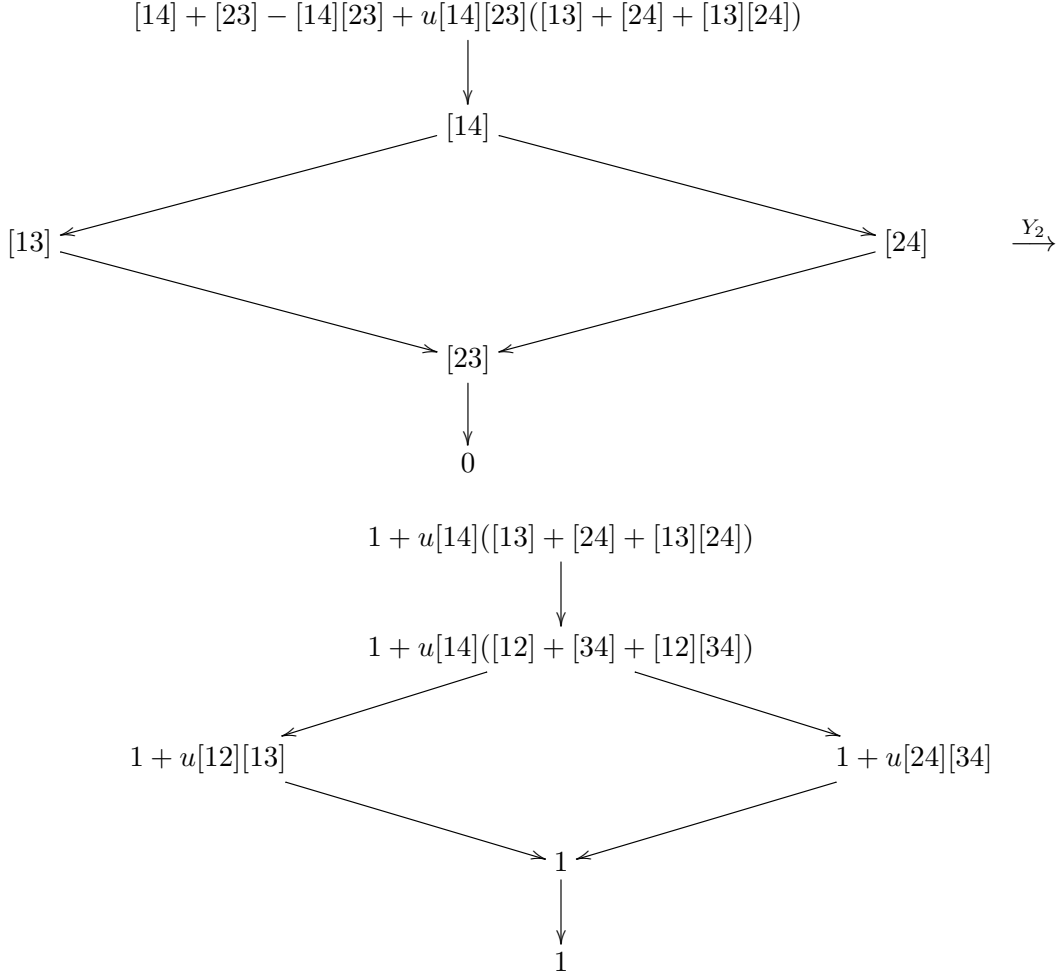 [14] + [23] − [14][23] + u[14][23]([13] + [24] + [13][24])
[14]
[13] [24] Y₂
[23]
0
1 + u[14]([13] + [24] + [13][24])
1 + u[14]([12] + [34] + [12][34])
1 + u[12][13] 1 + u[24][34]
1
1